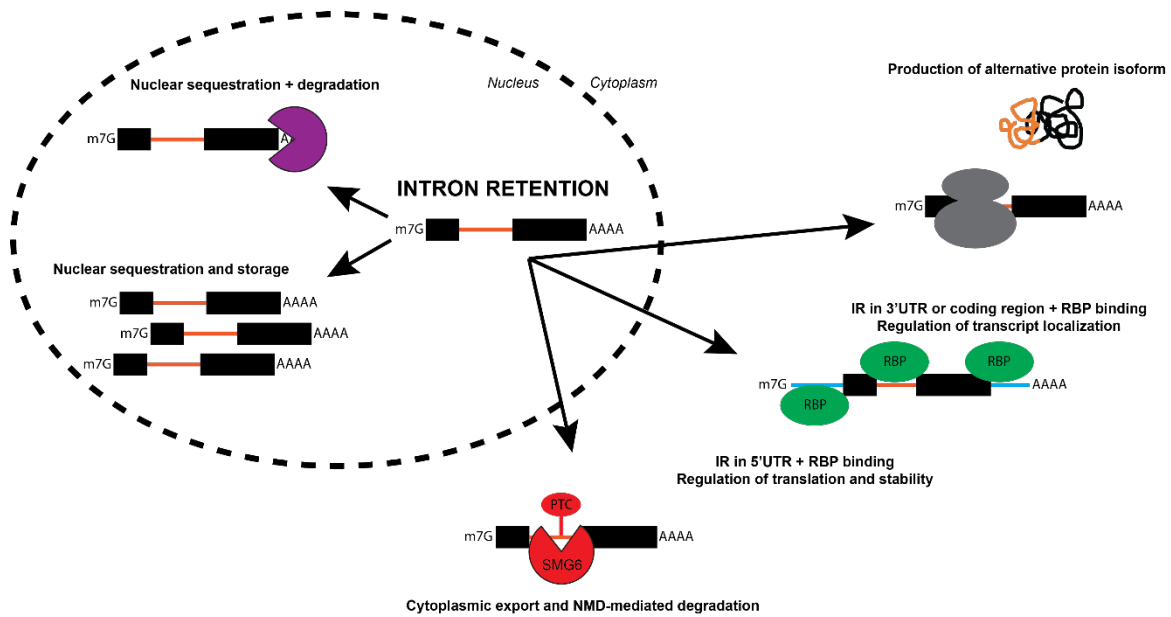 Nuclear sequestration + degradation
Nucleus
Cytoplasm
m7G
A
INTRON RETENTION
m7G
AAAA
Nuclear sequestration and storage
m7G
AAAA
m7G
AAAA
m7G
AAAA
Production of alternative protein isoform
m7G
AAAA
IR in 3'UTR or coding region + RBP binding
Regulation of transcript localization
RBP
RBP
m7G
AAAA
RBP
IR in 5'UTR + RBP binding
Regulation of translation and stability
PTC
m7G
AAAA
SMG6
Cytoplasmic export and NMD-mediated degradation